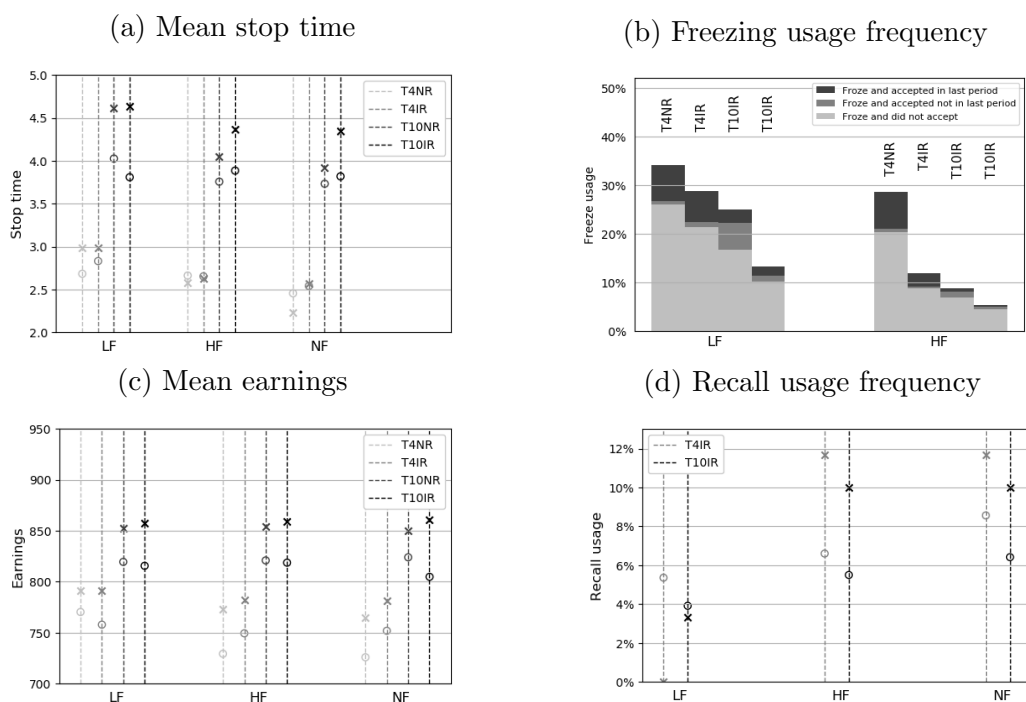 (a) Mean stop time
5.0
4.5
4.0
3.5
3.0
2.5
2.0
Stop time
LF
HF
NF
T4NR
T4IR
T10NR
T10IR
(b) Freezing usage frequency
50%
40%
30%
20%
10%
0%
Freeze usage
T4NR
T4IR
T10IR
T10IR
T4NR
T4IR
T10IR
T10IR
Froze and accepted in last period
Froze and accepted not in last period
Froze and did not accept
LF
HF
(c) Mean earnings
950
900
850
800
750
700
Earnings
LF
HF
NF
T4NR
T4IR
T10NR
T10IR
(d) Recall usage frequency
12%
10%
8%
6%
4%
2%
0%
Recall usage
T4IR
T10IR
LF
HF
NF